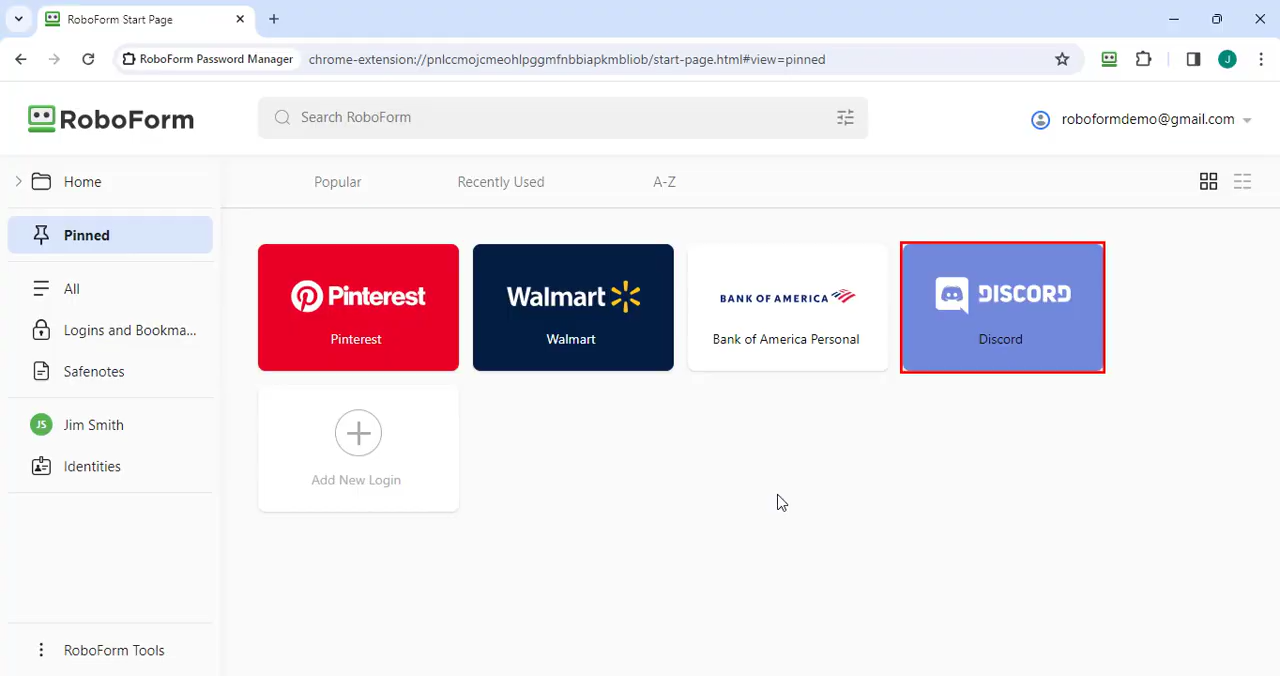 RoboForm Start Page
RoboForm Password Manager
chrome-extension://pnlccmojcmeohlpggmfnbbiapkmbliob/start-page.html#view=pinned
J
RoboForm
Search RoboForm
roboformdemo@gmail.com
Home
Popular
Recently Used
A-Z
Pinned
All
Logins and Bookma...
Safenotes
JS
Jim Smith
Identities
RoboForm Tools
Pinterest
Pinterest
Walmart
Walmart
BANK OF AMERICA
Bank of America Personal
DISCORD
Discord
Add New Login